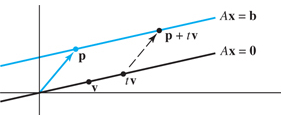 Ax = b
p + tv
p
Ax = 0
tv
v